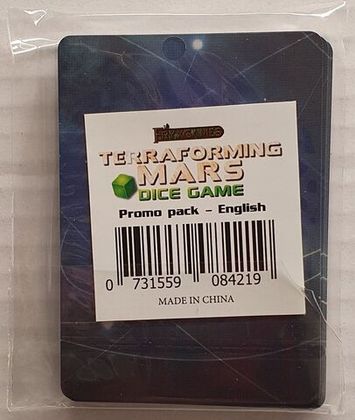 FRYXGAMES
TERRAFORMING
MARS
DICE GAME
Promo pack - English
0 731559 084219
MADE IN CHINA